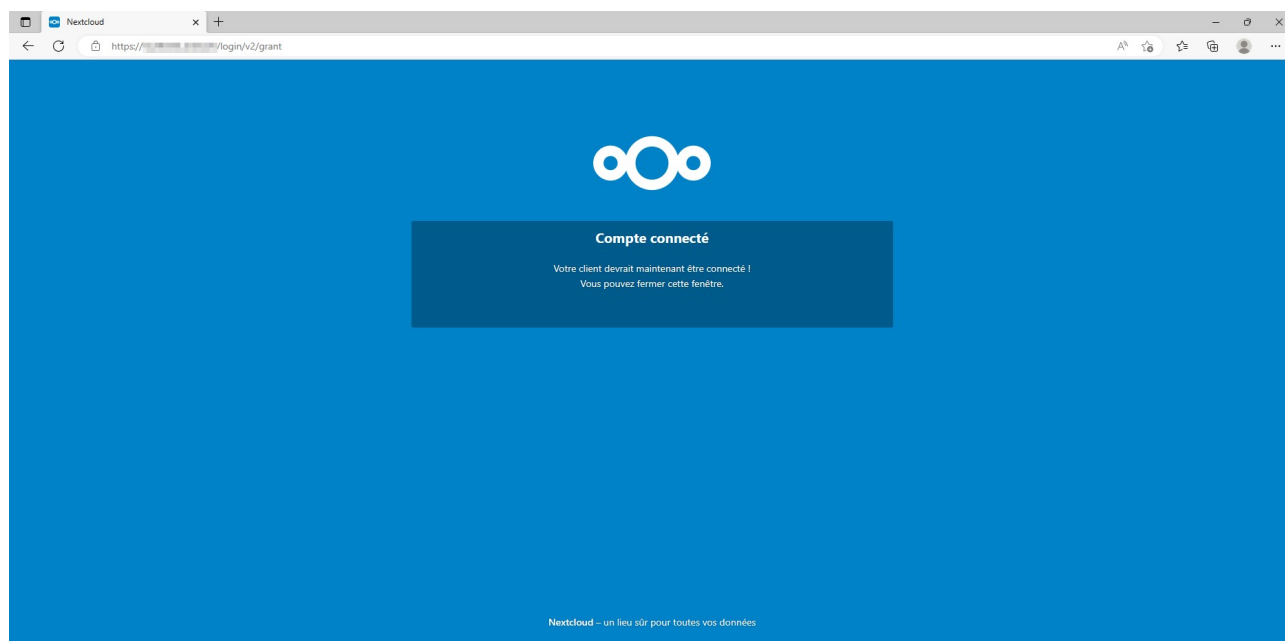 Nextcloud
https:// /login/v2/grant
Compte connecté
Votre client devrait maintenant être connecté !
Vous pouvez fermer cette fenêtre.
Nextcloud – un lieu sûr pour toutes vos données